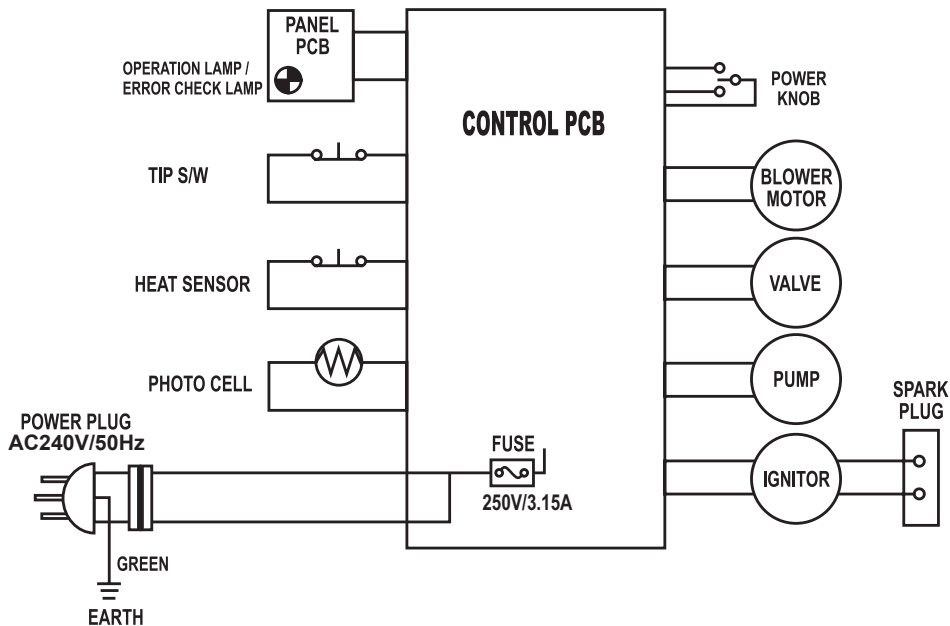 PANEL
PCB
OPERATION LAMP /
ERROR CHECK LAMP
CONTROL PCB
POWER
KNOB
TIP S/W
BLOWER
MOTOR
HEAT SENSOR
VALVE
PHOTO CELL
PUMP
SPARK
PLUG
POWER PLUG
AC240V/50Hz
FUSE
250V/3.15A
IGNITOR
GREEN
EARTH